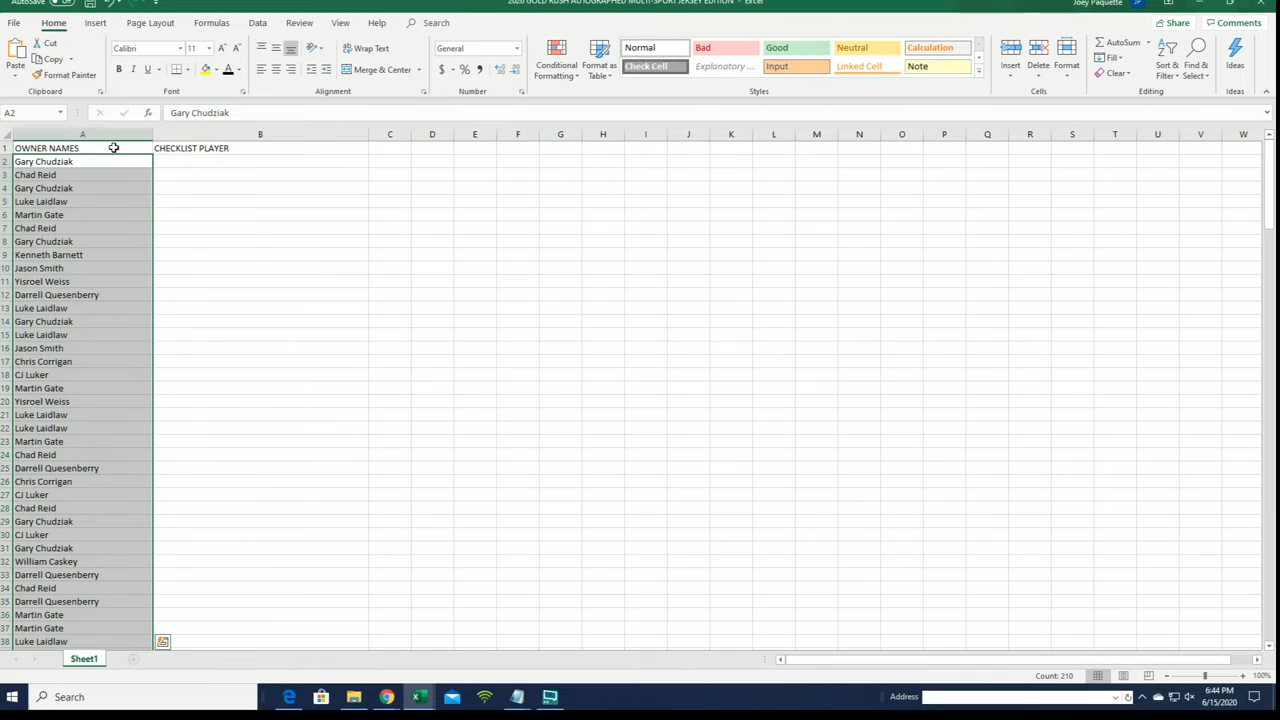 AutoSave Off 2020 GOLD RUSH AUTOGRAPHED MULTI-SPORT JERSEY EDITION - Excel Joey Paquette JP
File Home Insert Page Layout Formulas Data Review View Help Search Share Comments
Paste Cut Copy Format Painter Clipboard
Calibri 11 A A B I U A Font
Wrap Text Merge & Center Alignment
General $ % Number
Conditional Formatting Format as Table
Normal Bad Good Neutral Calculation
Check Cell Explanatory ... Input Linked Cell Note
Styles
Insert Delete Format Cells
AutoSum Fill Clear Sort & Filter Find & Select Editing
Ideas Ideas
A2 fx Gary Chudziak
A B C D E F G H I J K L M N O P Q R S T U V W
1 OWNER NAMES CHECKLIST PLAYER
2 Gary Chudziak
3 Chad Reid
4 Gary Chudziak
5 Luke Laidlaw
6 Martin Gate
7 Chad Reid
8 Gary Chudziak
9 Kenneth Barnett
10 Jason Smith
11 Yisroel Weiss
12 Darrell Quesenberry
13 Luke Laidlaw
14 Gary Chudziak
15 Luke Laidlaw
16 Jason Smith
17 Chris Corrigan
18 CJ Luker
19 Martin Gate
20 Yisroel Weiss
21 Luke Laidlaw
22 Luke Laidlaw
23 Martin Gate
24 Chad Reid
25 Darrell Quesenberry
26 Chris Corrigan
27 CJ Luker
28 Chad Reid
29 Gary Chudziak
30 CJ Luker
31 Gary Chudziak
32 William Caskey
33 Darrell Quesenberry
34 Chad Reid
35 Darrell Quesenberry
36 Martin Gate
37 Martin Gate
38 Luke Laidlaw
Sheet1
Count: 210 100%
Search Address 6:44 PM
6/15/2020